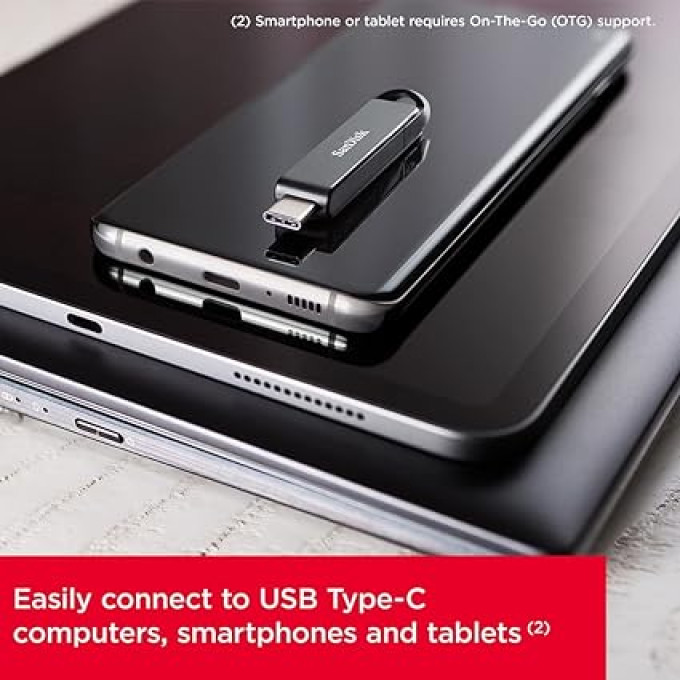 (2) Smartphone or tablet requires On-The-Go (OTG) support.
SanDisk
Easily connect to USB Type-C
computers, smartphones and tablets (2)